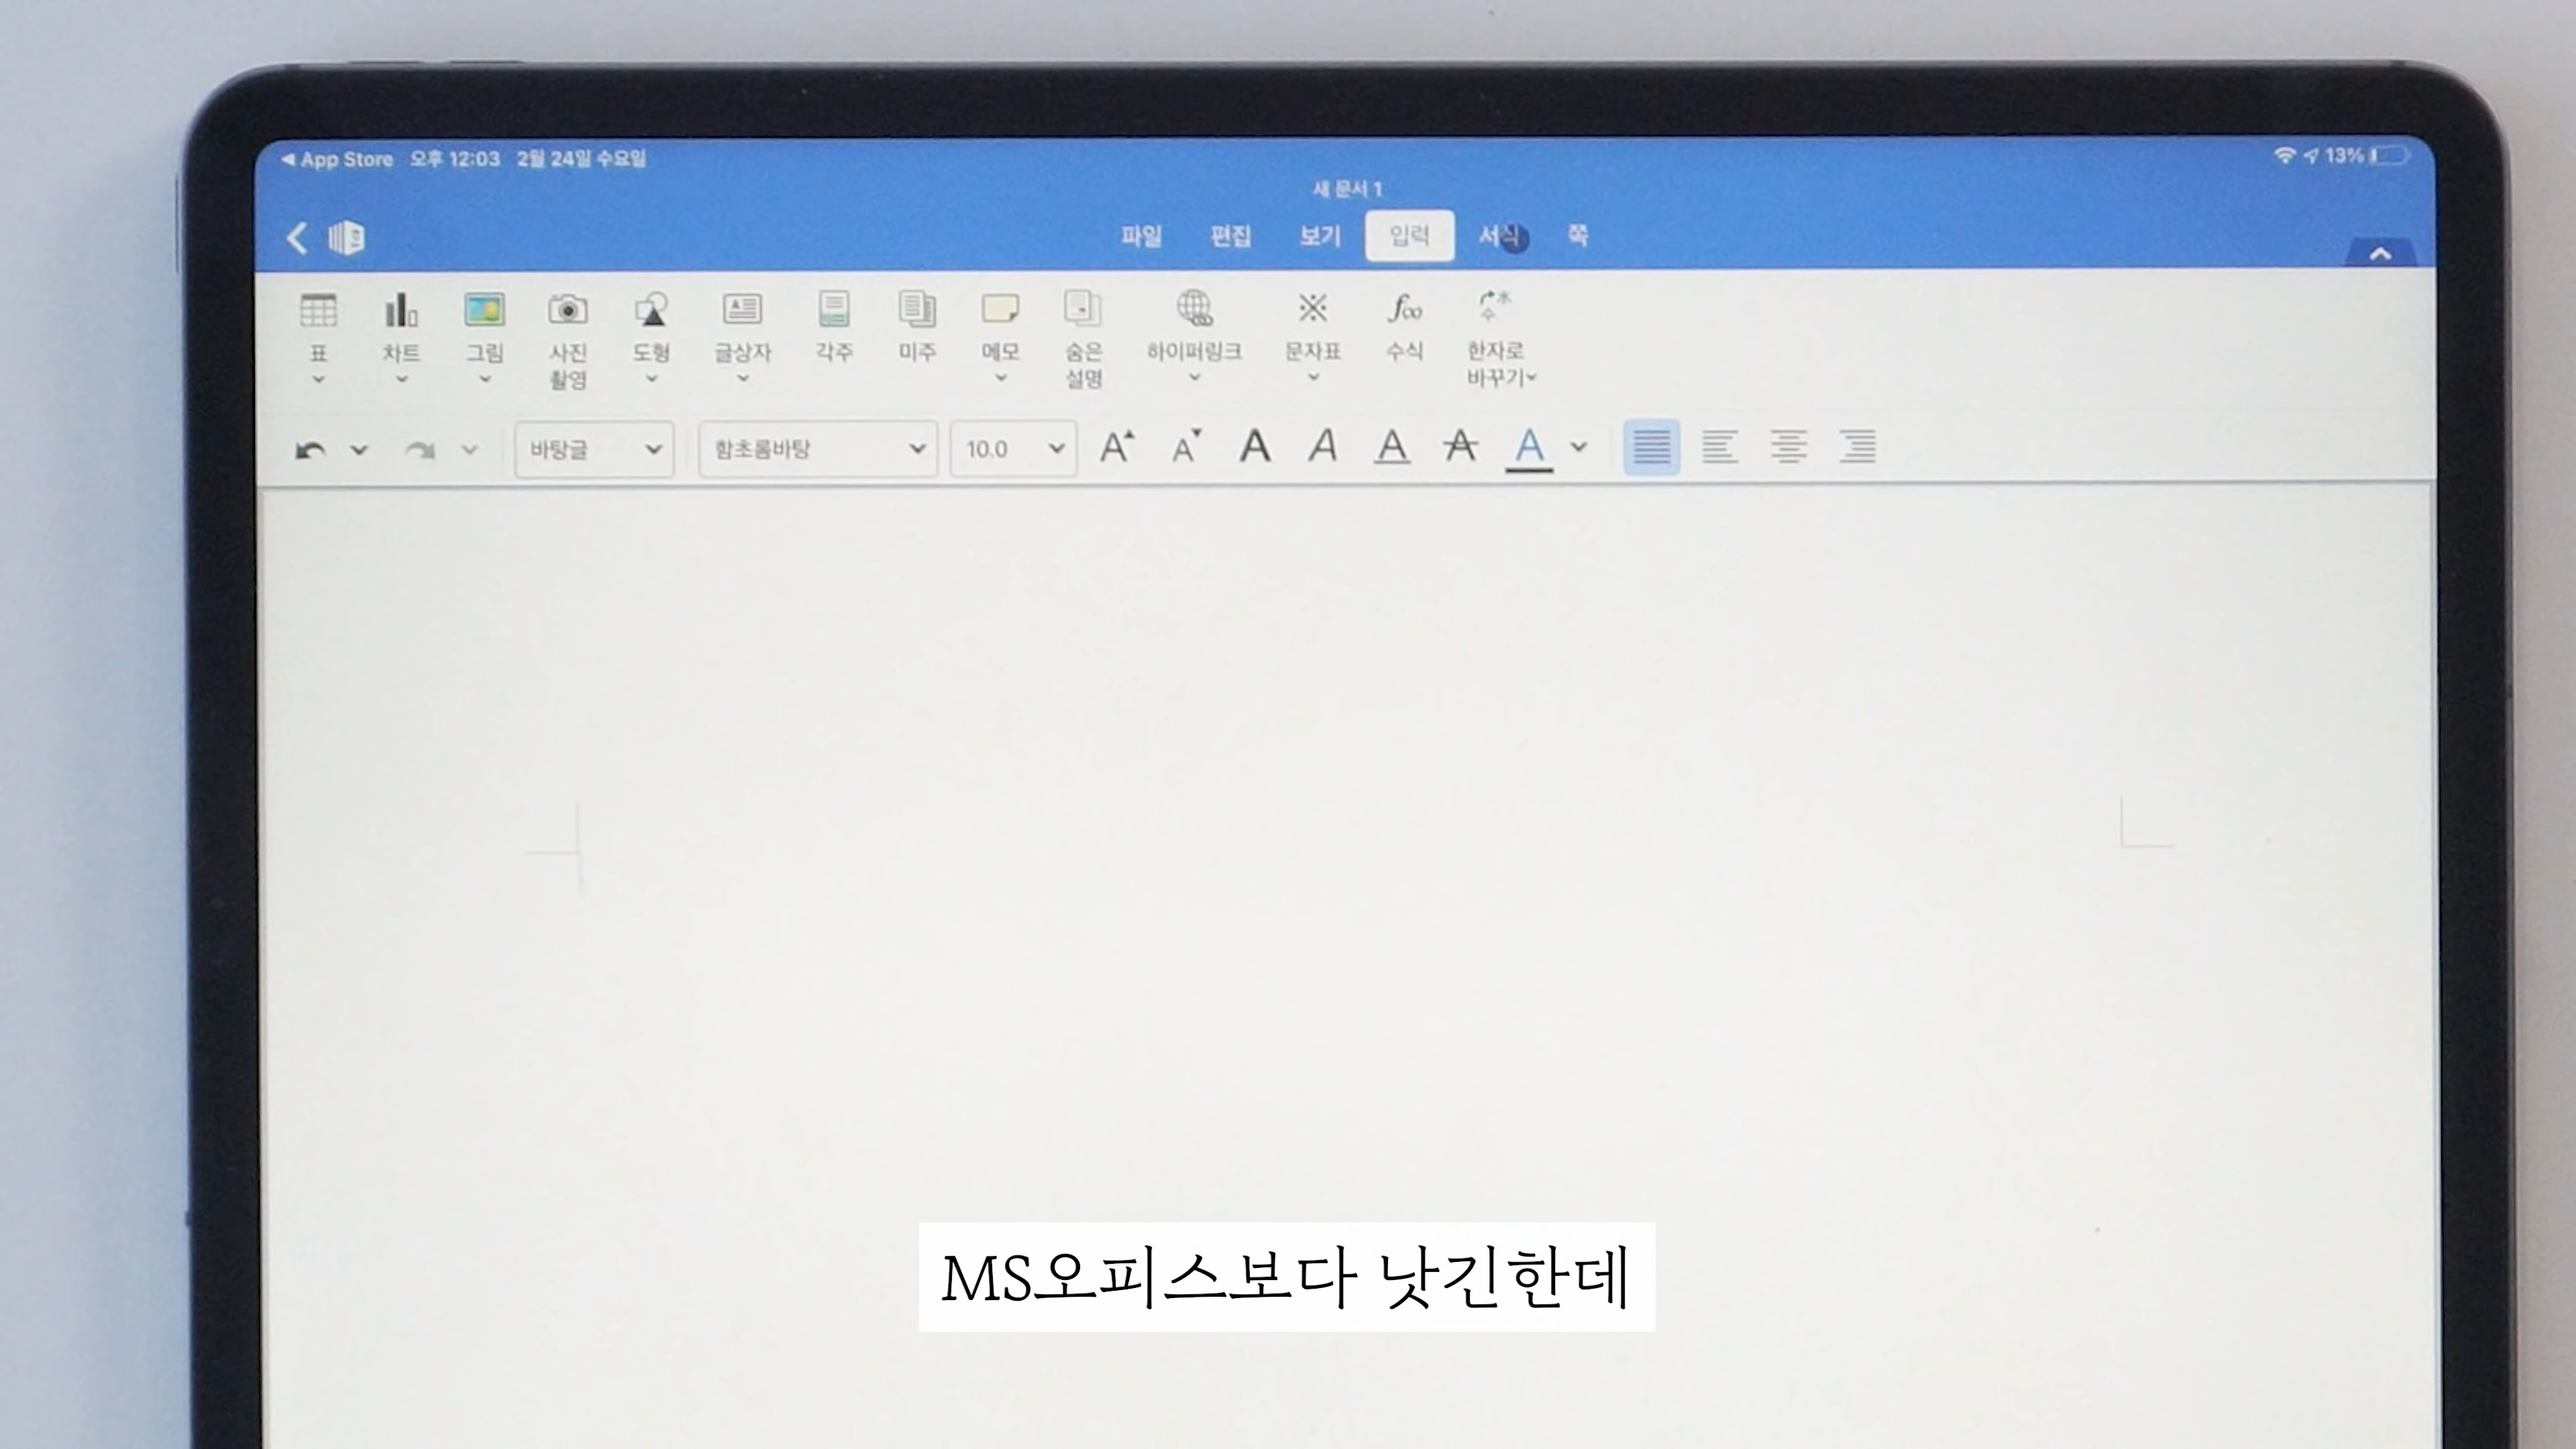 App Store 오후 12:03 2월 24일 수요일
13%
새 문서 1
파일 편집 보기 입력 서식 쪽
표 차트 그림 사진 촬영 도형 글상자 각주 미주 메모 숨은 설명 하이퍼링크 문자표 수식 한자로 바꾸기
바탕글 함초롬바탕 10.0
MS오피스보다 낫긴한데